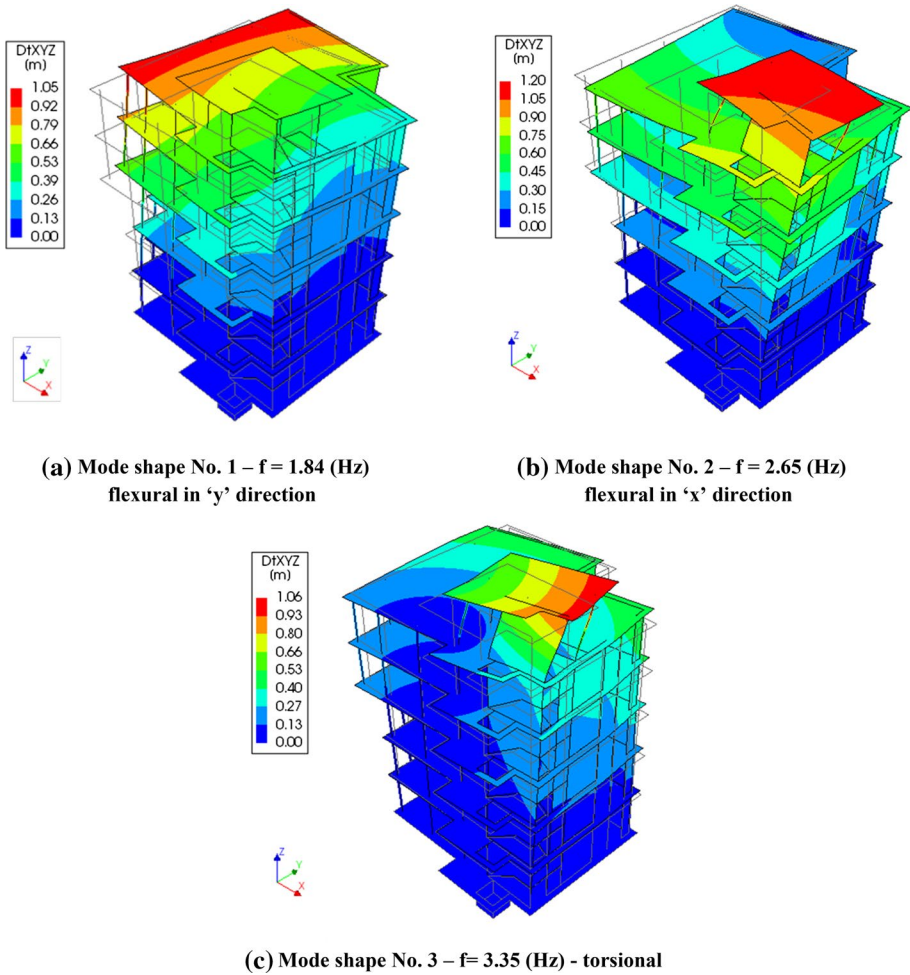 DtXYZ
(m)
1.05
0.92
0.79
0.66
0.53
0.39
0.26
0.13
0.00
Z
Y
X
(a) Mode shape No. 1 – f = 1.84 (Hz)
flexural in ‘y’ direction
DtXYZ
(m)
1.20
1.05
0.90
0.75
0.60
0.45
0.30
0.15
0.00
Z
Y
X
(b) Mode shape No. 2 – f = 2.65 (Hz)
flexural in ‘x’ direction
DtXYZ
(m)
1.06
0.93
0.80
0.66
0.53
0.40
0.27
0.13
0.00
Z
Y
X
(c) Mode shape No. 3 – f= 3.35 (Hz) - torsional